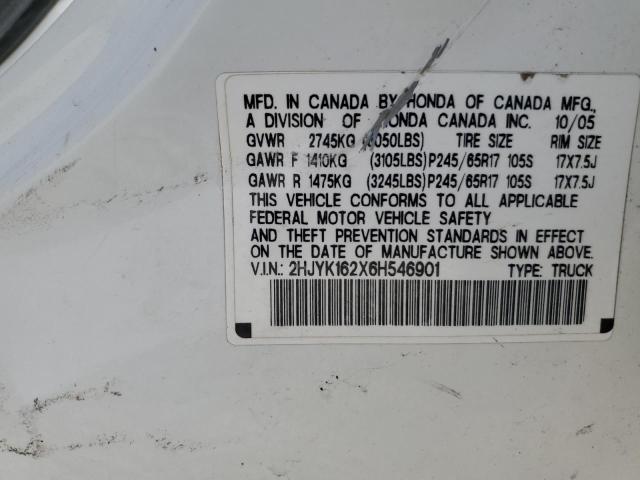 MFD. IN CANADA BY HONDA OF CANADA MFG.,
A DIVISION OF HONDA CANADA INC. 10/05
GVWR 2745KG (6050LBS) TIRE SIZE RIM SIZE
GAWR F 1410KG (3105LBS) P245/65R17 105S 17X7.5J
GAWR R 1475KG (3245LBS) P245/65R17 105S 17X7.5J
THIS VEHICLE CONFORMS TO ALL APPLICABLE
FEDERAL MOTOR VEHICLE SAFETY
AND THEFT PREVENTION STANDARDS IN EFFECT
ON THE DATE OF MANUFACTURE SHOWN ABOVE.
V.I.N.: 2HJYK162X6H546901 TYPE: TRUCK